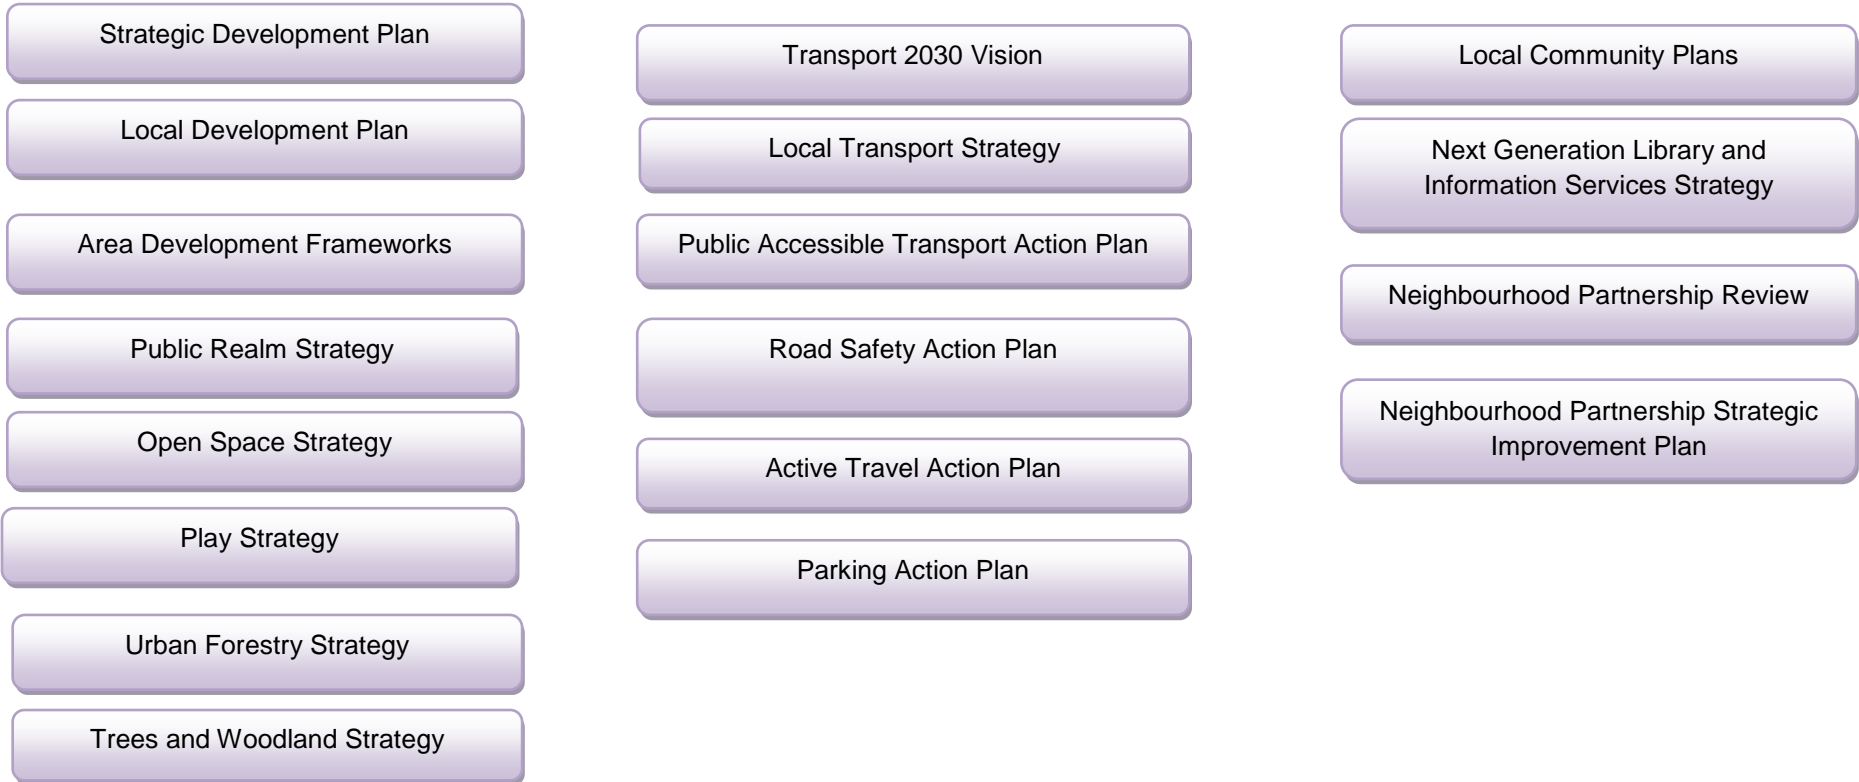 Strategic Development Plan
Local Development Plan
Area Development Frameworks
Public Realm Strategy
Open Space Strategy
Play Strategy
Urban Forestry Strategy
Trees and Woodland Strategy
Transport 2030 Vision
Local Transport Strategy
Public Accessible Transport Action Plan
Road Safety Action Plan
Active Travel Action Plan
Parking Action Plan
Local Community Plans
Next Generation Library and
Information Services Strategy
Neighbourhood Partnership Review
Neighbourhood Partnership Strategic
Improvement Plan